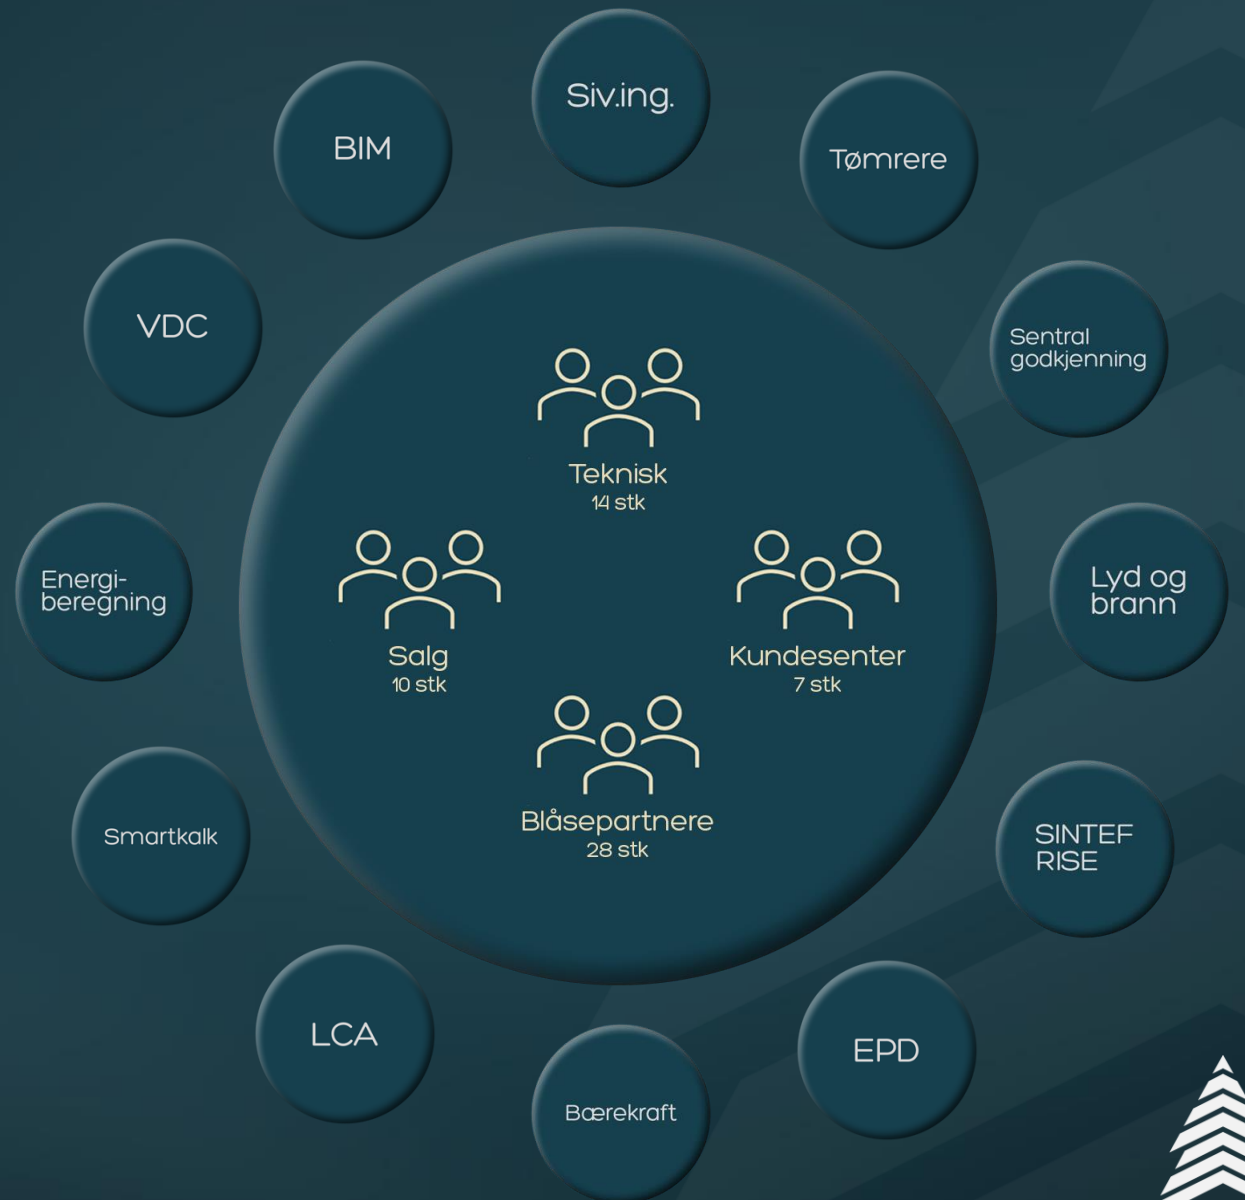 Siv.ing.
BIM
Tømrere
VDC
Sentral
godkjenning
Teknisk
14 stk
Energi-
beregning
Salg
10 stk
Kundesenter
7 stk
Lyd og
brann
Blåsepartnere
28 stk
Smartkalk
SINTEF
RISE
LCA
EPD
Bærekraft